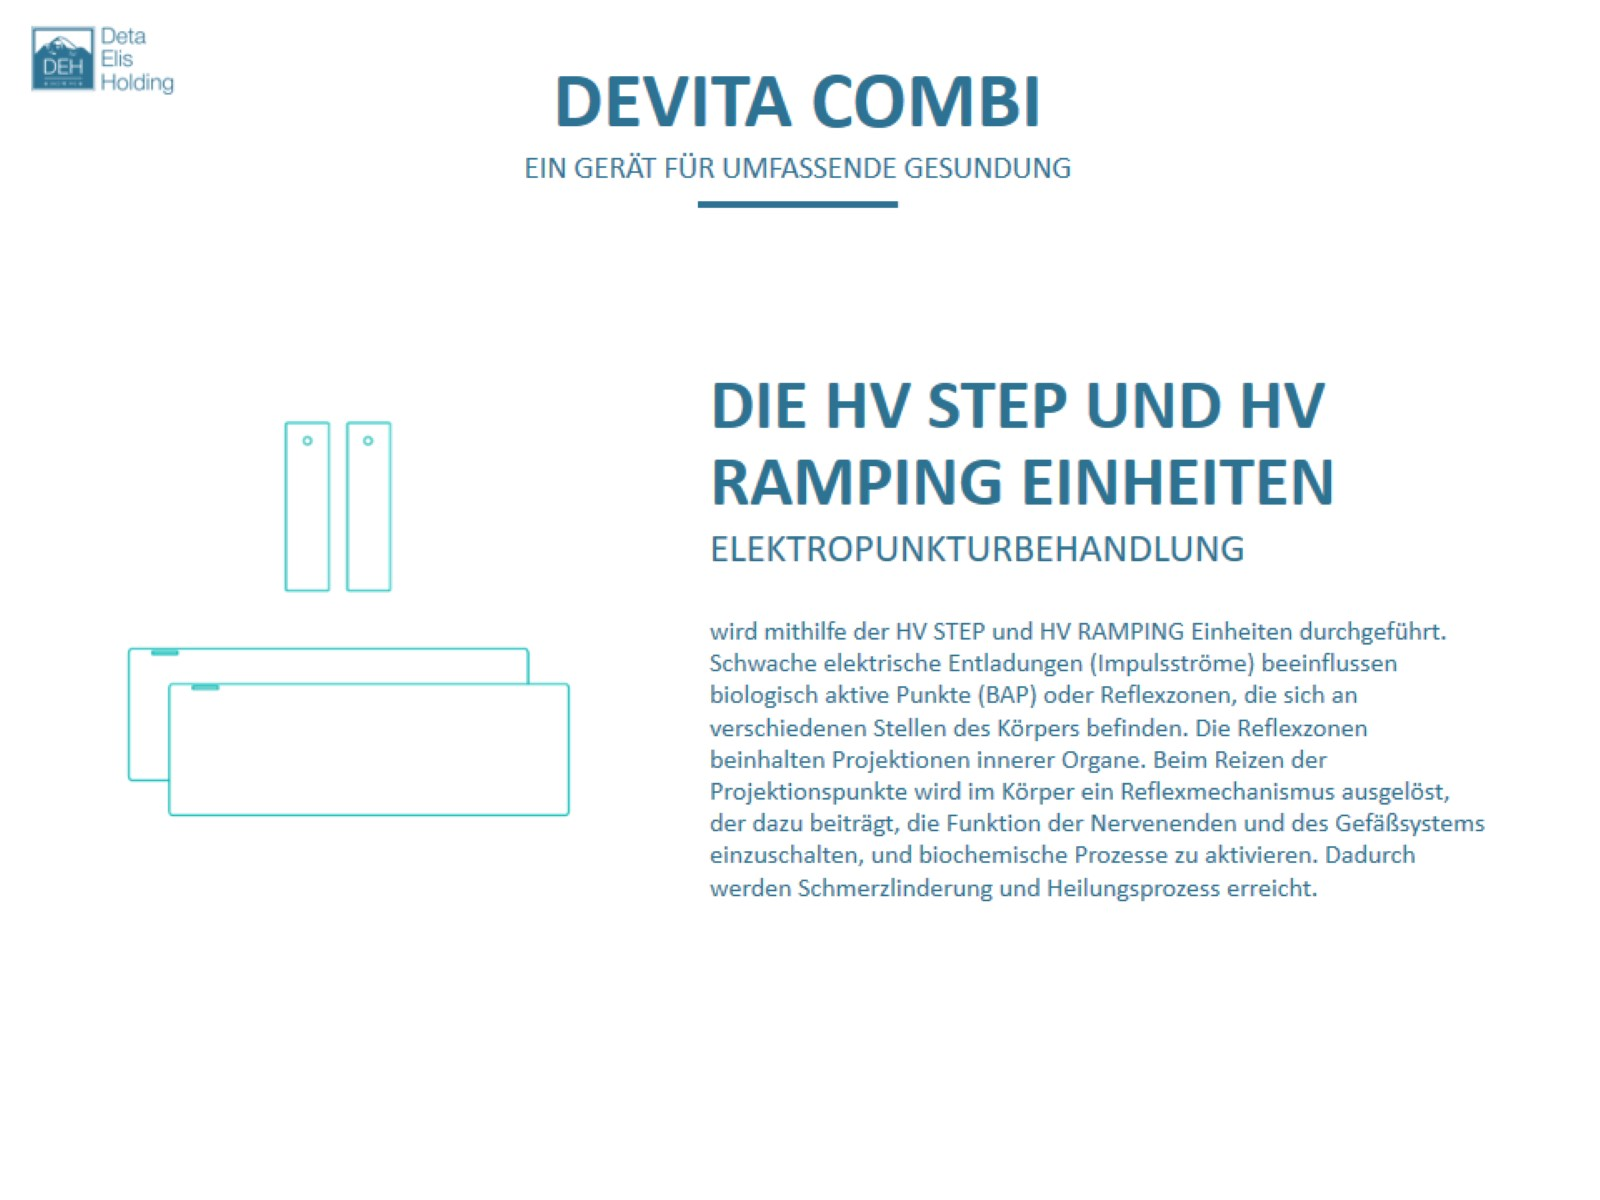 Deta
Elis
Holding
DEH
DEVITA COMBI
EIN GERÄT FÜR UMFASSENDE GESUNDUNG
DIE HV STEP UND HV
RAMPING EINHEITEN
ELEKTROPUNKTURBEHANDLUNG
wird mithilfe der HV STEP und HV RAMPING Einheiten durchgeführt.
Schwache elektrische Entladungen (Impulsströme) beeinflussen
biologisch aktive Punkte (BAP) oder Reflexzonen, die sich an
verschiedenen Stellen des Körpers befinden. Die Reflexzonen
beinhalten Projektionen innerer Organe. Beim Reizen der
Projektionspunkte wird im Körper ein Reflexmechanismus ausgelöst,
der dazu beiträgt, die Funktion der Nervenenden und des Gefäßsystems
einzuschalten, und biochemische Prozesse zu aktivieren. Dadurch
werden Schmerzlinderung und Heilungsprozess erreicht.